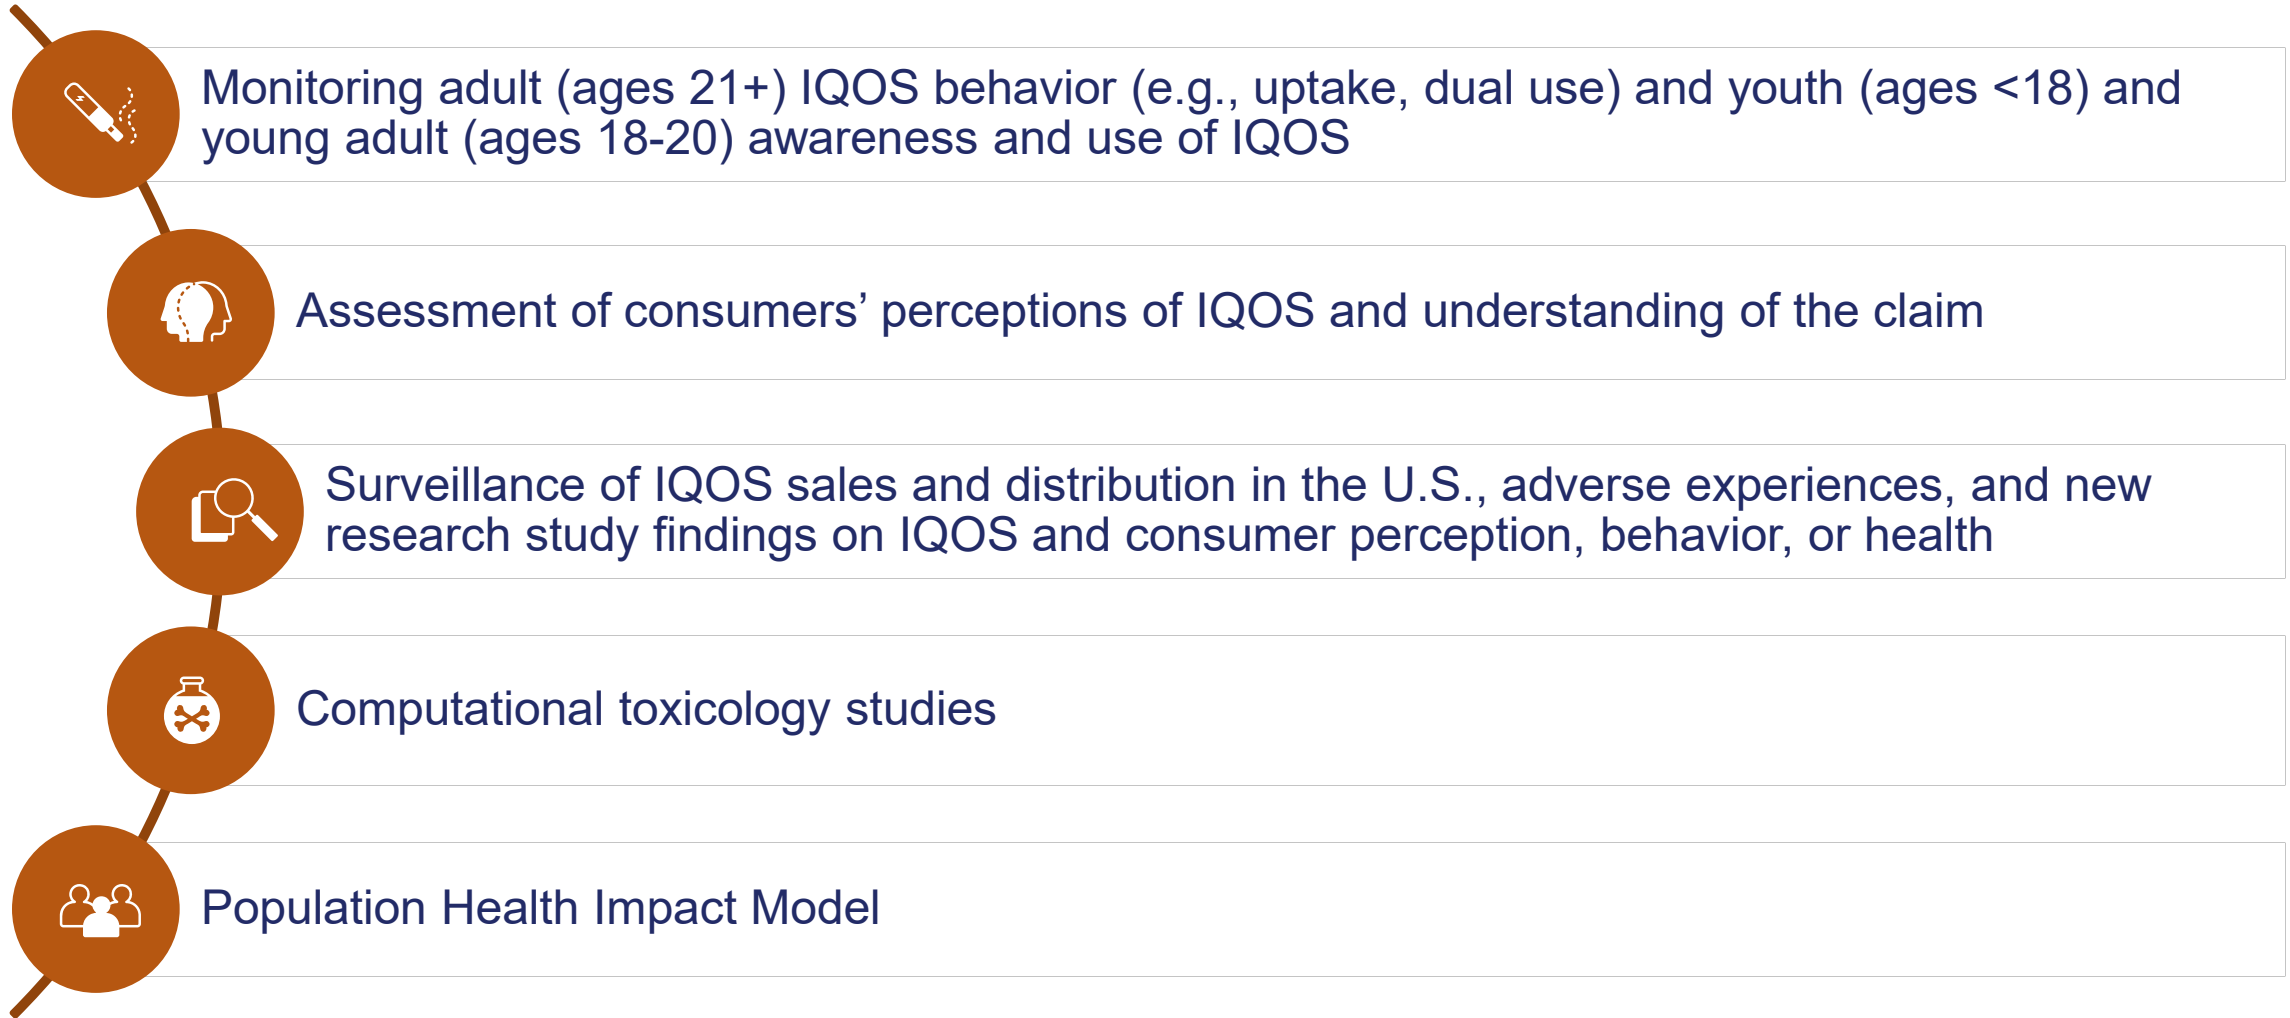 Monitoring adult (ages 21+) IQOS behavior (e.g., uptake, dual use) and youth (ages <18) and
young adult (ages 18-20) awareness and use of IQOS
Assessment of consumers’ perceptions of IQOS and understanding of the claim
Surveillance of IQOS sales and distribution in the U.S., adverse experiences, and new
research study findings on IQOS and consumer perception, behavior, or health
Computational toxicology studies
Population Health Impact Model